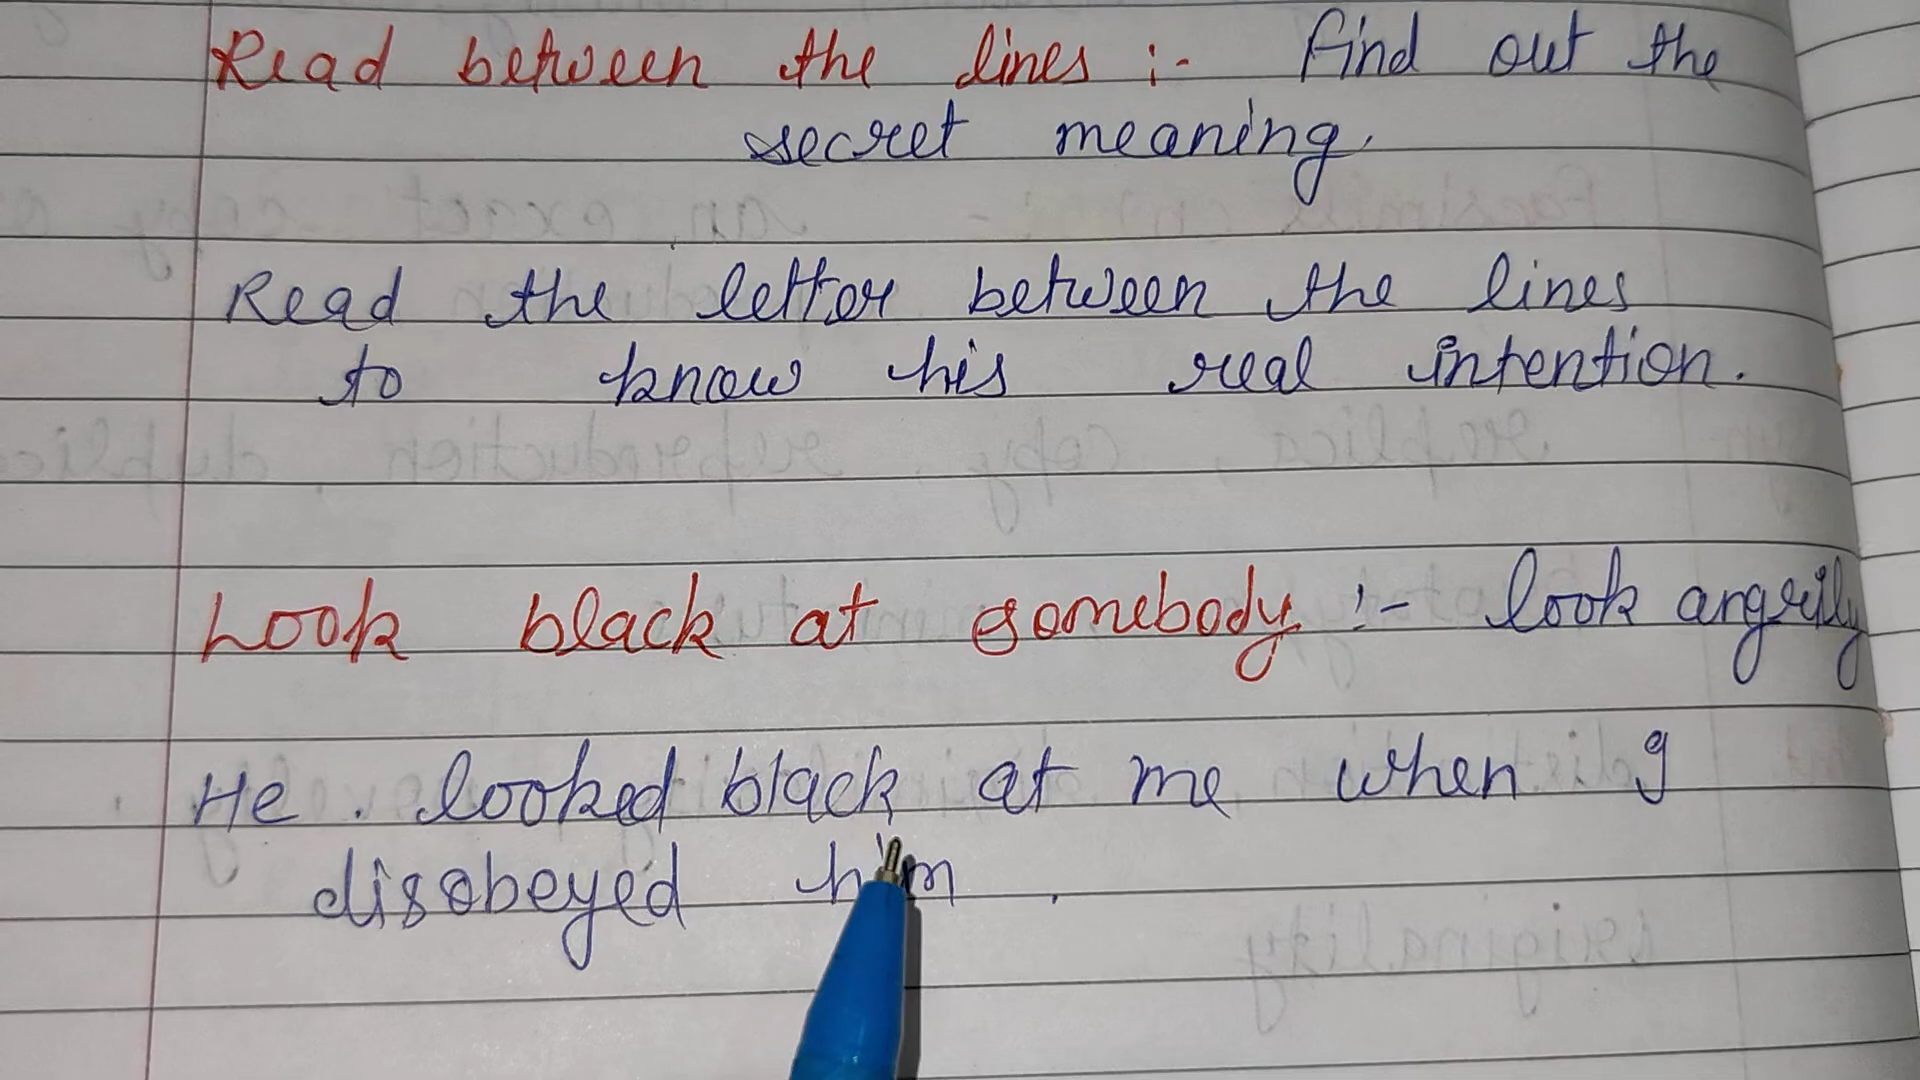 Read between the lines :- find out the
secret meaning.
Read the letter between the lines
to know his real intention.
Look black at somebody :- look angrily
He looked black at me when I
disobeyed him.